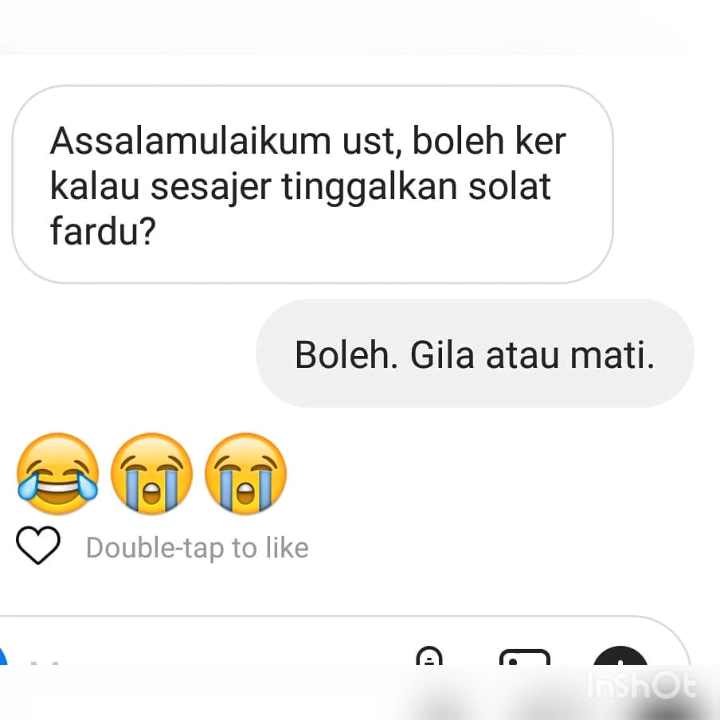 Assalamulaikum ust, boleh ker
kalau sesajer tinggalkan solat
fardu?
Boleh. Gila atau mati.
😂😭😭
Double-tap to like
InShOt